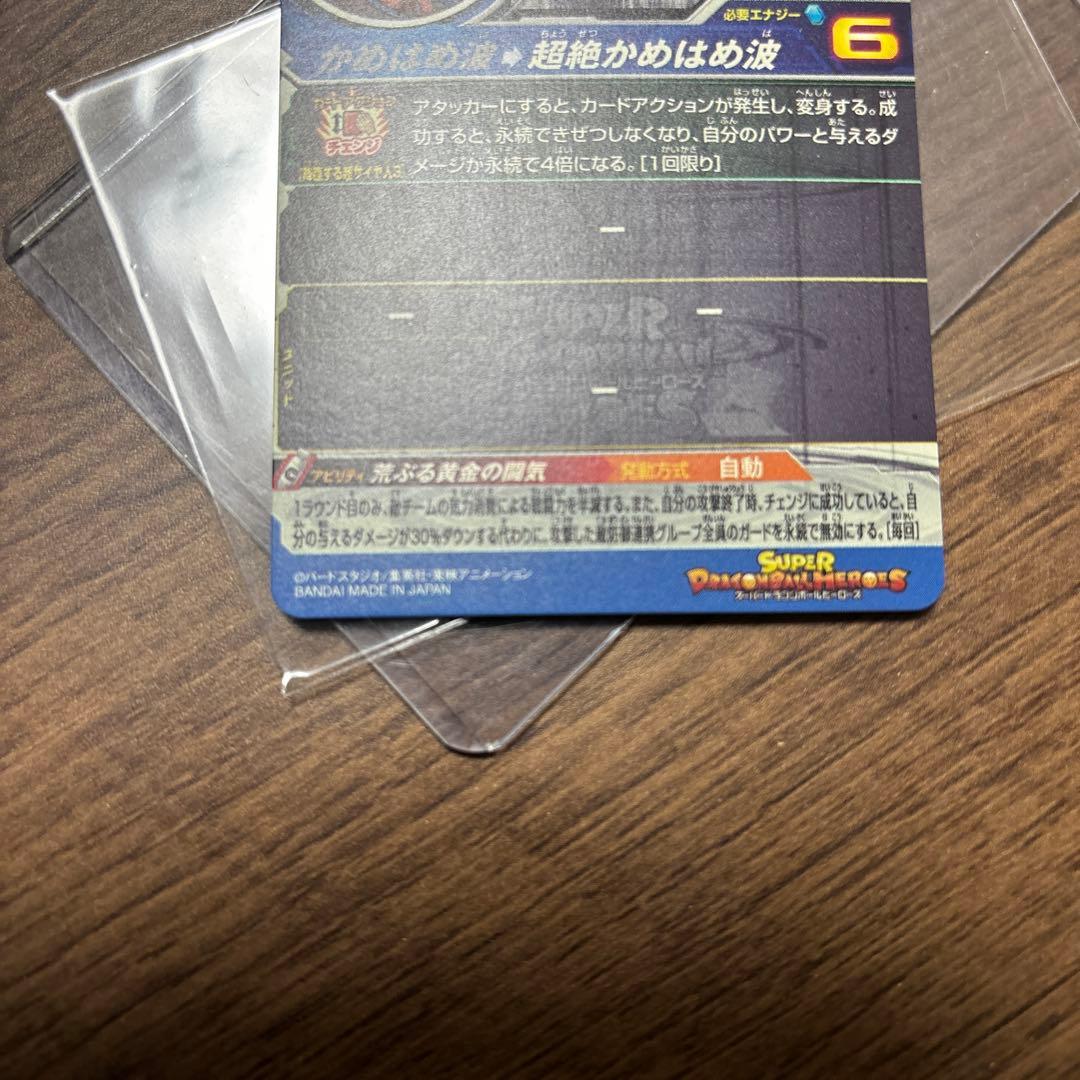 必要エナジー 6
かめはめ波 ➡ 超絶かめはめ波
アタッカーにすると、カードアクションが発生し、変身する。成
功すると、永続できぜつしなくなり、自分のパワーと与えるダ
チェンジ
メージが永続で4倍になる。[1回限り]
ー
ー ー
ユニット
ー
アビリティ 荒ぶる黄金の闘気 発動方式 自動
1ラウンド目のみ、敵チームの気力消費による戦闘力を半減する。また、自分の攻撃終了時、チェンジに成功していると、自
分の与えるダメージが30%ダウンする代わりに、攻撃した敵防御連携グループ全員のガードを永続で無効にする。[毎回]
©バードスタジオ/集英社・東映アニメーション
BANDAI MADE IN JAPAN
SUPER
DRAGONBALL HEROES
スーパードラゴンボールヒーローズ